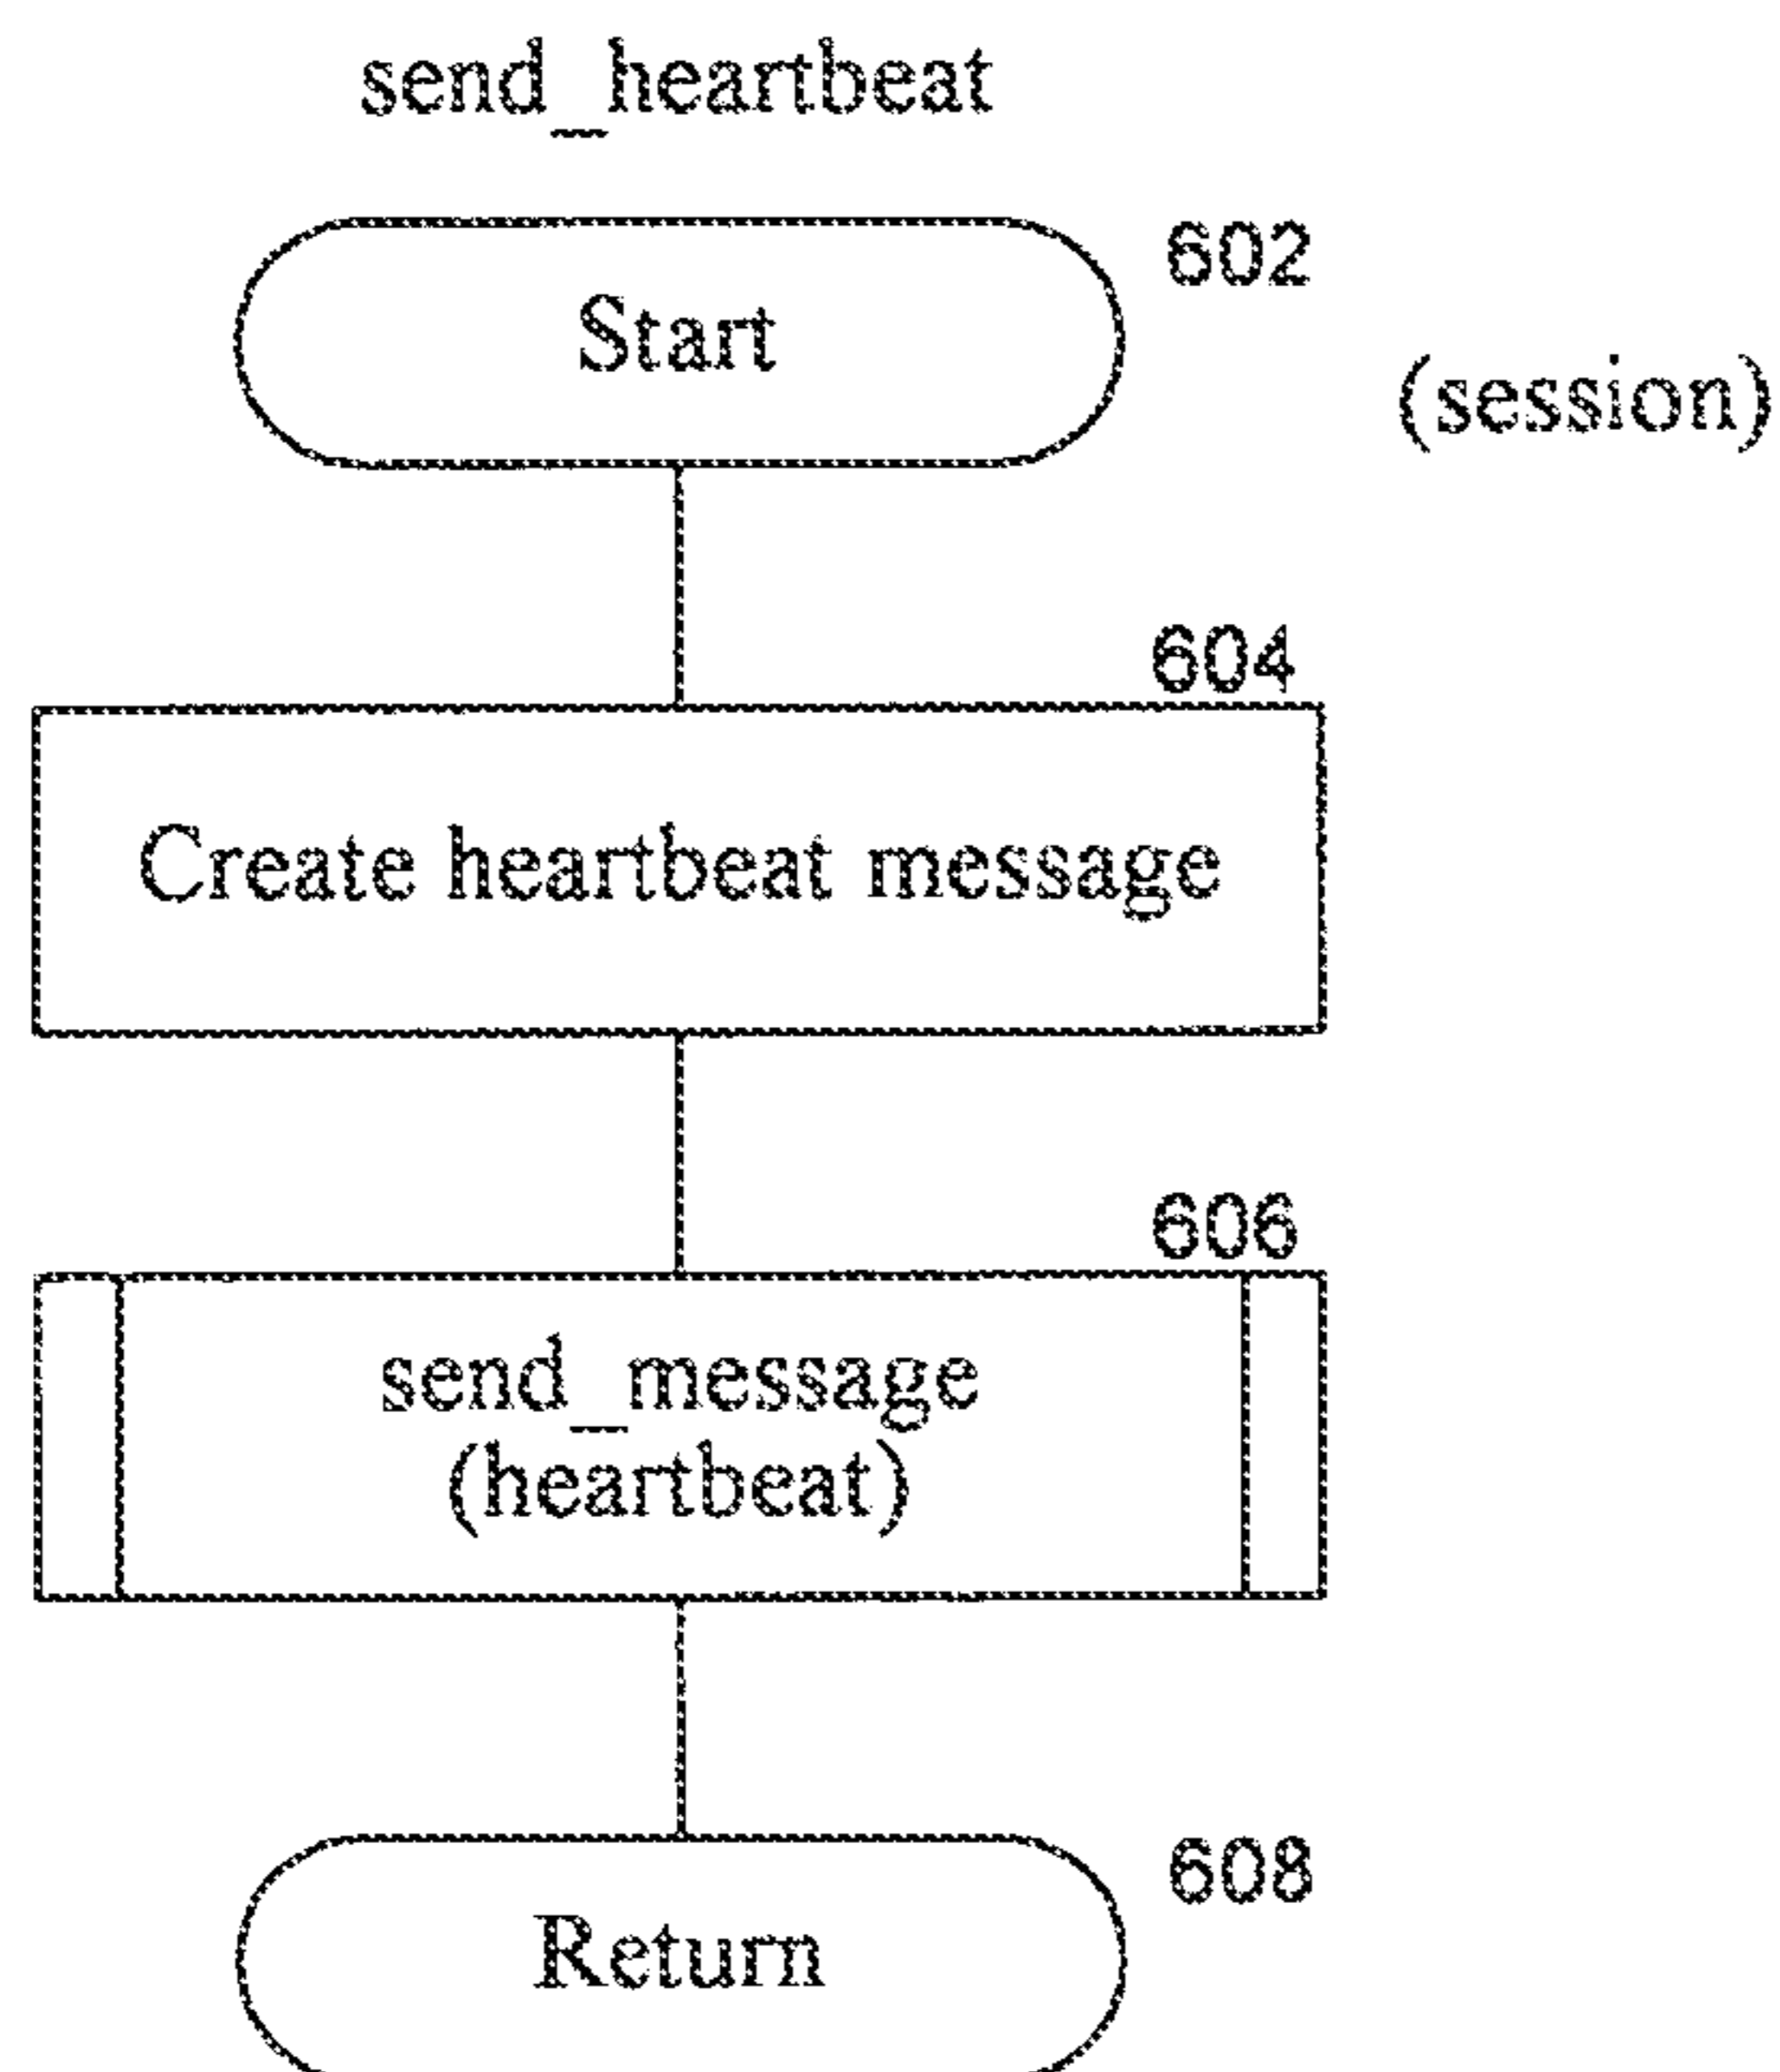 send_heartbeat
602
Start
(session)
604
Create heartbeat message
606
send_message
(heartbeat)
608
Return